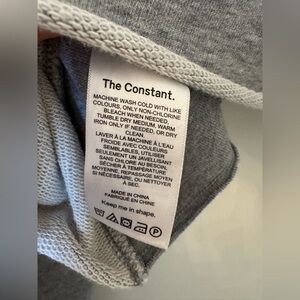 The Constant.
MACHINE WASH COLD WITH LIKE
COLOURS, ONLY NON-CHLORINE
BLEACH WHEN NEEDED.
TUMBLE DRY MEDIUM, WARM
IRON ONLY IF NEEDED, OR DRY
CLEAN.
LAVER À LA MACHINE À L'EAU
FROIDE AVEC COULEURS
SEMBLABLES, UTILISER
SEULEMENT UN JAVELLISANT
SANS CHLORE AU BESOIN,
SÉCHER À TEMPÉRATURE
MOYENNE, REPASSAGE MOYEN
SI NÉCESSAIRE, OU NETTOYER
À SEC.
MADE IN CHINA
FABRIQUÉ EN CHINE
Keep me in shape.
P